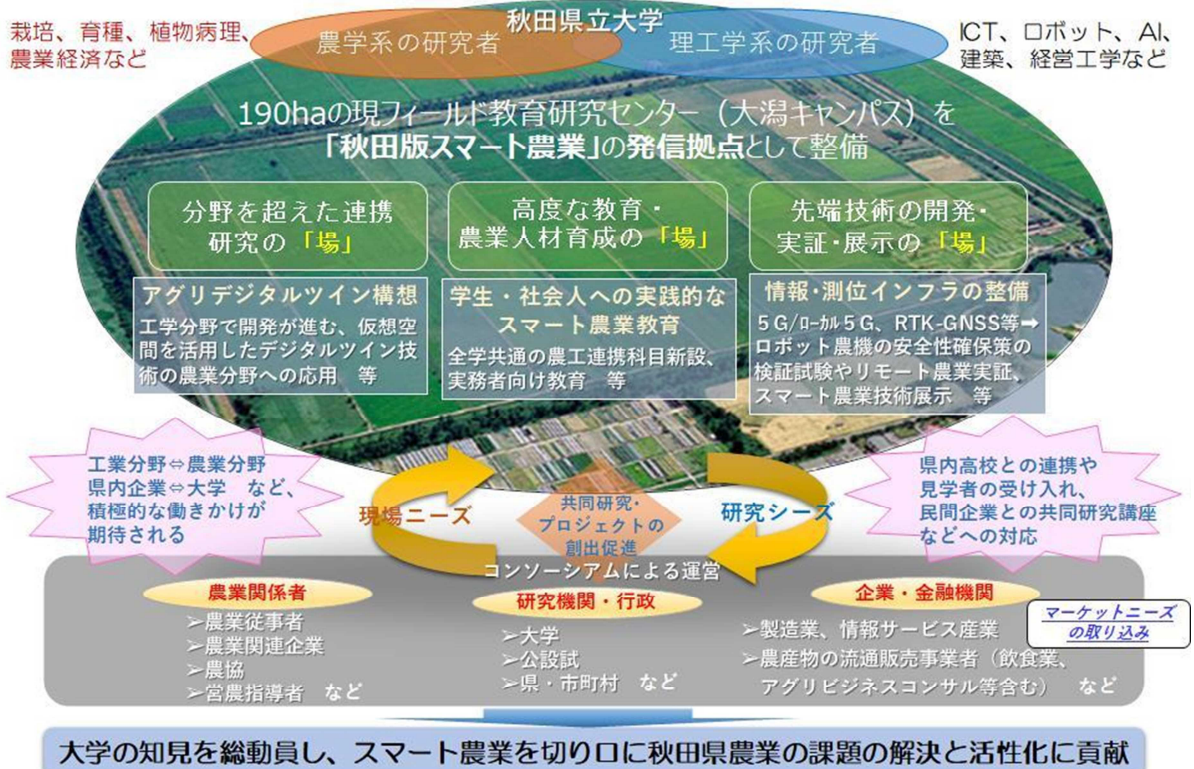 秋田県立大学
栽培、育種、植物病理、
農業経済など
農学系の研究者
理工学系の研究者
ICT、ロボット、AI、
建築、経営工学など
190haの現フィールド教育研究センター（大潟キャンパス）を
「秋田版スマート農業」の発信拠点として整備
分野を超えた連携
研究の「場」
高度な教育・
農業人材育成の「場」
先端技術の開発・
実証・展示の「場」
アグリデジタルツイン構想
工学分野で開発が進む、仮想空
間を活用したデジタルツイン技
術の農業分野への応用　等
学生・社会人への実践的な
スマート農業教育
全学共通の農工連携科目新設、
実務者向け教育　等
情報・測位インフラの整備
５G/ﾛｰｶﾙ５G、RTK-GNSS等➡
ロボット農機の安全性確保策の
検証試験やリモート農業実証、
スマート農業技術展示　等
工業分野⇔農業分野
県内企業⇔大学　など、
積極的な働きかけが
期待される
現場ニーズ
共同研究・
プロジェクトの
創出促進
研究シーズ
県内高校との連携や
見学者の受け入れ、
民間企業との共同研究講座
などへの対応
コンソーシアムによる運営
農業関係者
➢農業従事者
➢農業関連企業
➢農協
➢営農指導者　など
研究機関・行政
➢大学
➢公設試
➢県・市町村　など
企業・金融機関
➢製造業、情報サービス産業
➢農産物の流通販売事業者（飲食業、
アグリビジネスコンサル等含む）　など
マーケットニーズ
の取り込み
大学の知見を総動員し、スマート農業を切り口に秋田県農業の課題の解決と活性化に貢献